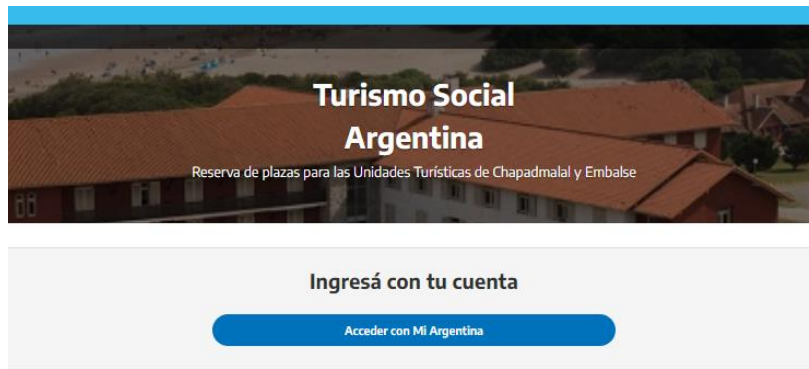 Turismo Social
Argentina
Reserva de plazas para las Unidades Turísticas de Chapadmalal y Embalse
Ingresá con tu cuenta
Acceder con Mi Argentina